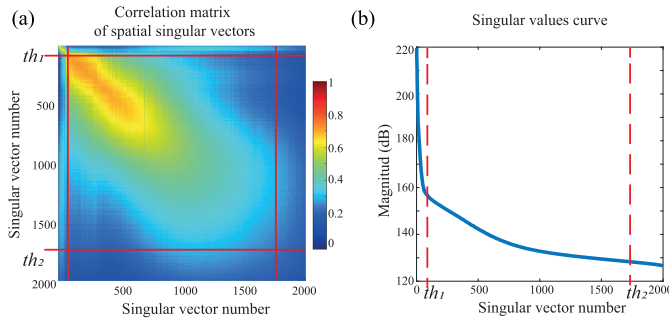 (a)
Correlation matrix
of spatial singular vectors
th₁
500
1000
1500
th₂
2000
Singular vector number
500
1000
1500
2000
Singular vector number
1
0.8
0.6
0.4
0.2
0
(b)
Singular values curve
220
200
180
160
140
120
Magnitud (dB)
0
th₁
500
1000
1500
th₂
2000
Singular vector number